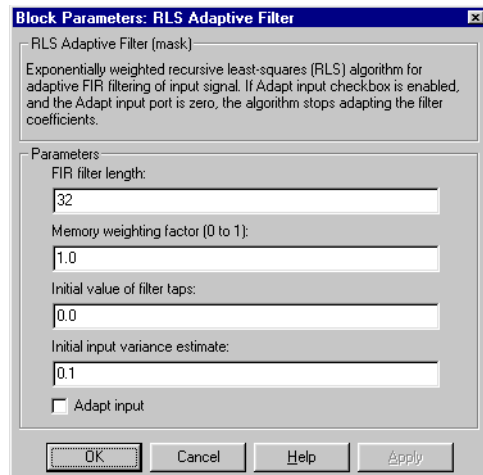 Block Parameters: RLS Adaptive Filter
RLS Adaptive Filter (mask)
Exponentially weighted recursive least-squares (RLS) algorithm for
adaptive FIR filtering of input signal. If Adapt input checkbox is enabled,
and the Adapt input port is zero, the algorithm stops adapting the filter
coefficients.
Parameters
FIR filter length:
32
Memory weighting factor (0 to 1):
1.0
Initial value of filter taps:
0.0
Initial input variance estimate:
0.1
Adapt input
OK Cancel Help Apply